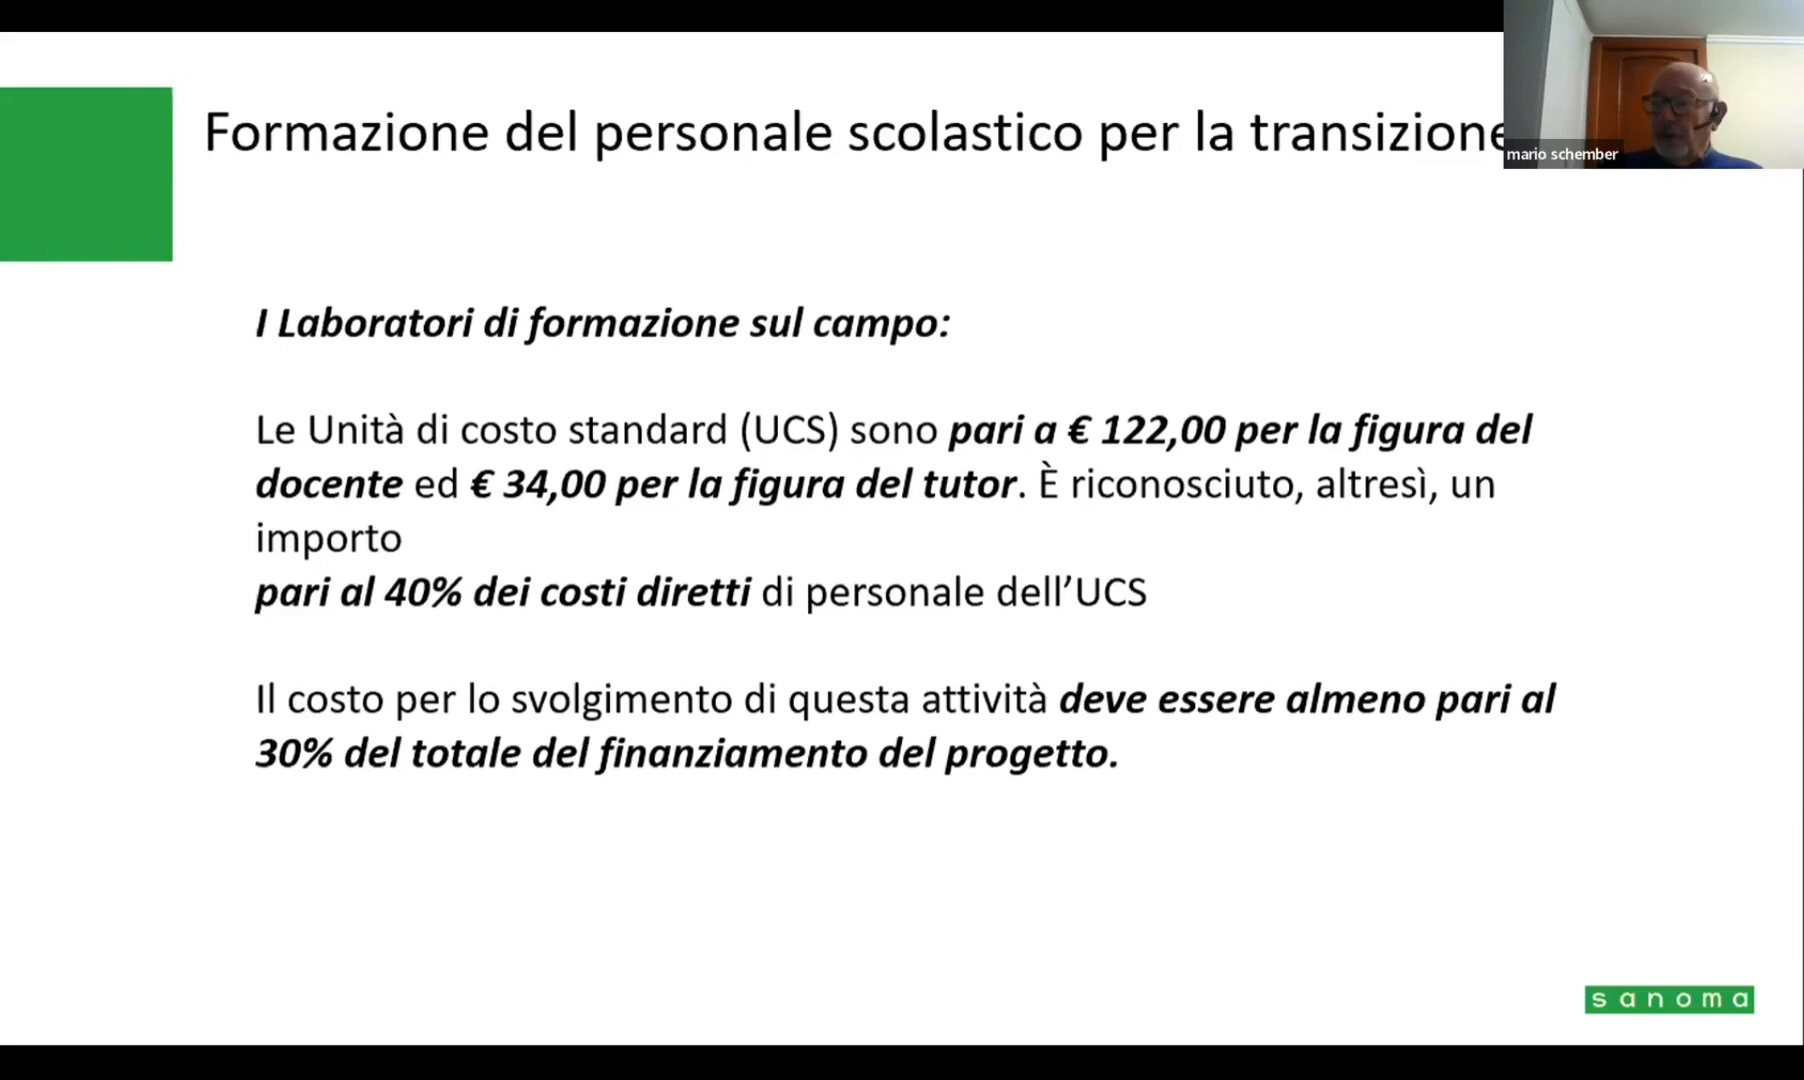 Formazione del personale scolastico per la transizione
mario schember
I Laboratori di formazione sul campo:
Le Unità di costo standard (UCS) sono pari a € 122,00 per la figura del
docente ed € 34,00 per la figura del tutor. È riconosciuto, altresì, un
importo
pari al 40% dei costi diretti di personale dell’UCS
Il costo per lo svolgimento di questa attività deve essere almeno pari al
30% del totale del finanziamento del progetto.
sanoma